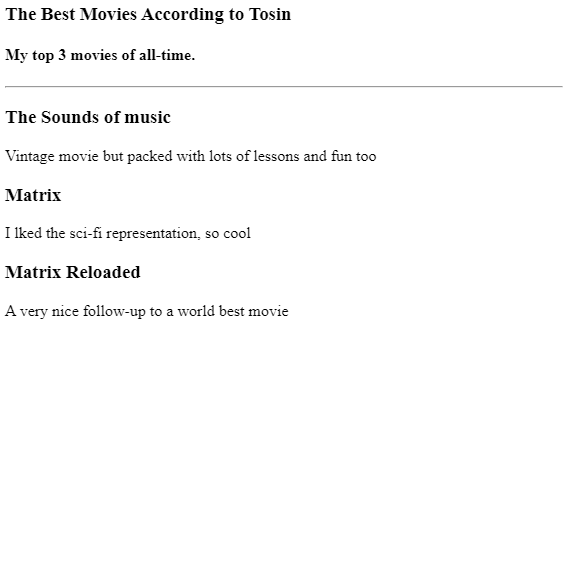 The Best Movies According to Tosin
My top 3 movies of all-time.
The Sounds of music
Vintage movie but packed with lots of lessons and fun too
Matrix
I lked the sci-fi representation, so cool
Matrix Reloaded
A very nice follow-up to a world best movie